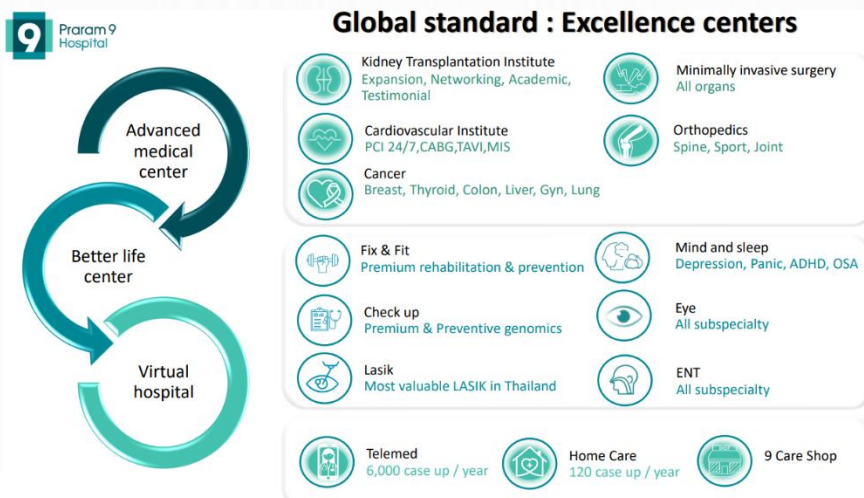 9
Praram 9
Hospital
Global standard : Excellence centers
Advanced
medical
center
Better life
center
Virtual
hospital
Kidney Transplantation Institute
Expansion, Networking, Academic,
Testimonial
Minimally invasive surgery
All organs
Cardiovascular Institute
PCI 24/7,CABG,TAVI,MIS
Orthopedics
Spine, Sport, Joint
Cancer
Breast, Thyroid, Colon, Liver, Gyn, Lung
Fix & Fit
Premium rehabilitation & prevention
Mind and sleep
Depression, Panic, ADHD, OSA
Check up
Premium & Preventive genomics
Eye
All subspecialty
Lasik
Most valuable LASIK in Thailand
ENT
All subspecialty
Telemed
6,000 case up / year
Home Care
120 case up / year
9 Care Shop